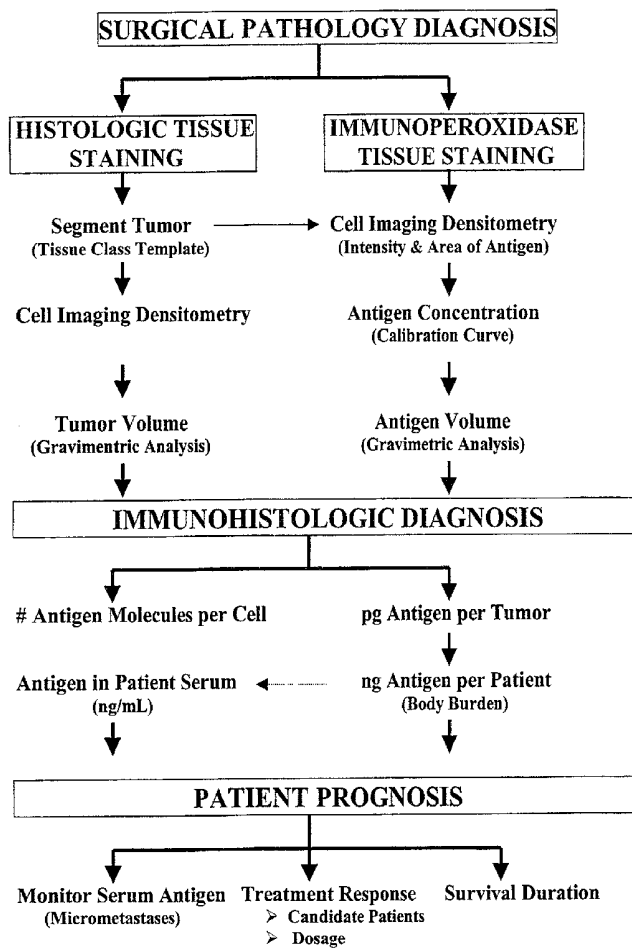 SURGICAL PATHOLOGY DIAGNOSIS
HISTOLOGIC TISSUE
STAINING
IMMUNOPEROXIDASE
TISSUE STAINING
Segment Tumor
(Tissue Class Template)
Cell Imaging Densitometry
(Intensity & Area of Antigen)
Cell Imaging Densitometry
Antigen Concentration
(Calibration Curve)
Tumor Volume
(Gravimentric Analysis)
Antigen Volume
(Gravimetric Analysis)
IMMUNOHISTOLOGIC DIAGNOSIS
# Antigen Molecules per Cell
pg Antigen per Tumor
Antigen in Patient Serum
(ng/mL)
ng Antigen per Patient
(Body Burden)
PATIENT PROGNOSIS
Monitor Serum Antigen
(Micrometastases)
Treatment Response
➢ Candidate Patients
➢ Dosage
Survival Duration